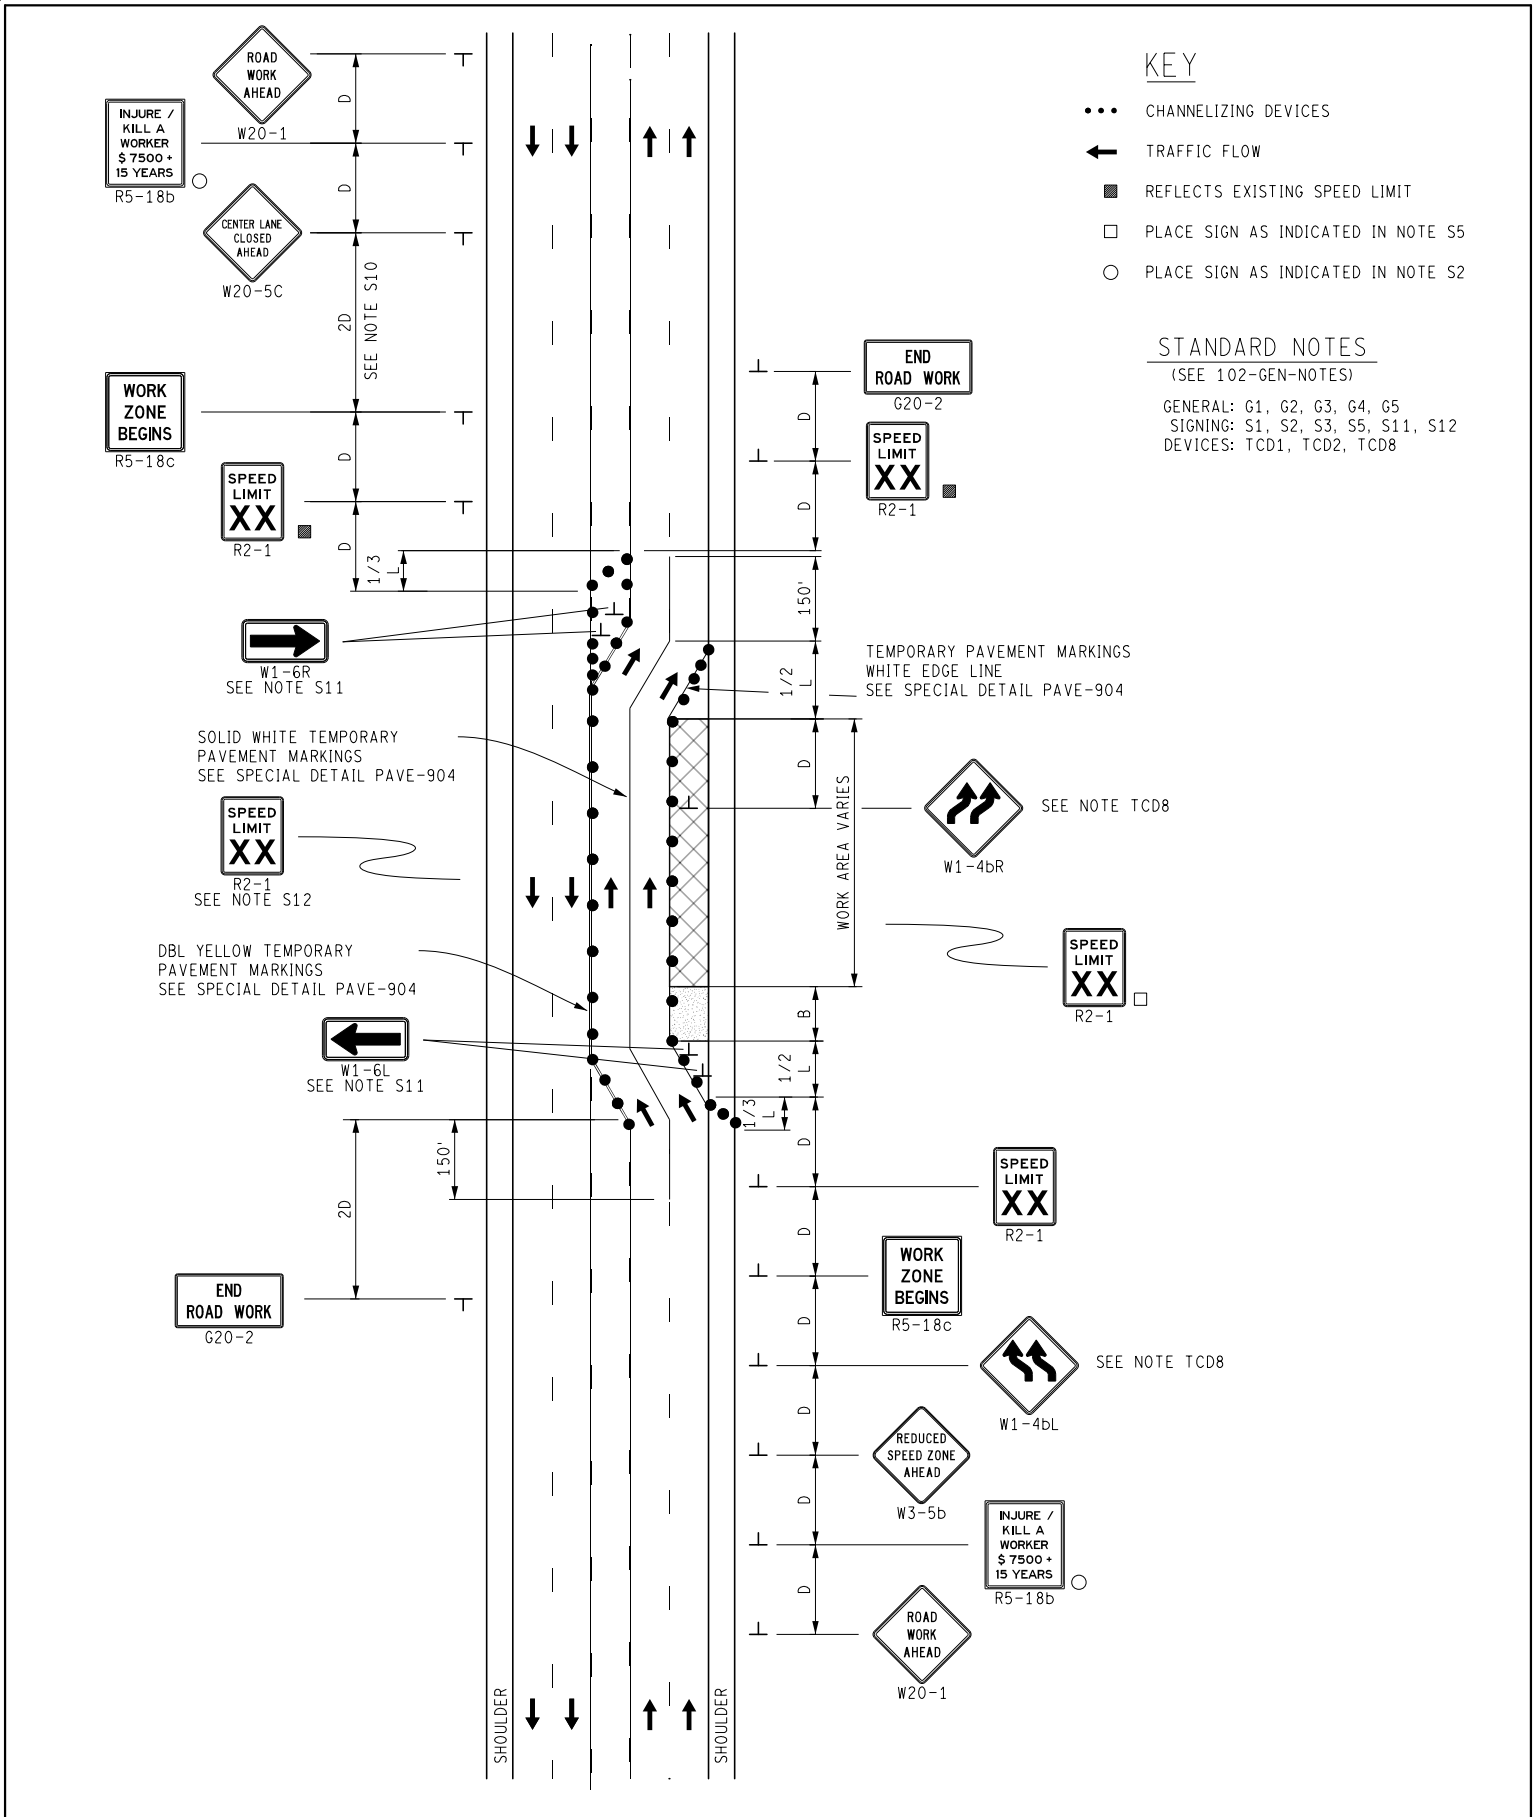 ROAD
WORK
AHEAD
W20-1
D
INJURE /
KILL A
WORKER
$ 7500 +
15 YEARS
R5-18b
D
CENTER LANE
CLOSED
AHEAD
W20-5C
2D
SEE NOTE S10
WORK
ZONE
BEGINS
R5-18c
D
SPEED
LIMIT
XX
R2-1
D
1/3
L
W1-6R
SEE NOTE S11
SOLID WHITE TEMPORARY
PAVEMENT MARKINGS
SEE SPECIAL DETAIL PAVE-904
SPEED
LIMIT
XX
R2-1
SEE NOTE S12
DBL YELLOW TEMPORARY
PAVEMENT MARKINGS
SEE SPECIAL DETAIL PAVE-904
W1-6L
SEE NOTE S11
150'
2D
END
ROAD WORK
G20-2
SHOULDER
SHOULDER
KEY
CHANNELIZING DEVICES
TRAFFIC FLOW
REFLECTS EXISTING SPEED LIMIT
PLACE SIGN AS INDICATED IN NOTE S5
PLACE SIGN AS INDICATED IN NOTE S2
STANDARD NOTES
(SEE 102-GEN-NOTES)
GENERAL: G1, G2, G3, G4, G5
SIGNING: S1, S2, S3, S5, S11, S12
DEVICES: TCD1, TCD2, TCD8
END
ROAD WORK
G20-2
D
SPEED
LIMIT
XX
R2-1
D
150'
1/2
L
TEMPORARY PAVEMENT MARKINGS
WHITE EDGE LINE
SEE SPECIAL DETAIL PAVE-904
D
WORK AREA VARIES
W1-4bR
SEE NOTE TCD8
SPEED
LIMIT
XX
R2-1
B
1/2
L
1/3
L
D
SPEED
LIMIT
XX
R2-1
D
WORK
ZONE
BEGINS
R5-18c
D
SEE NOTE TCD8
W1-4bL
D
REDUCED
SPEED ZONE
AHEAD
W3-5b
D
INJURE /
KILL A
WORKER
$ 7500 +
15 YEARS
R5-18b
D
ROAD
WORK
AHEAD
W20-1